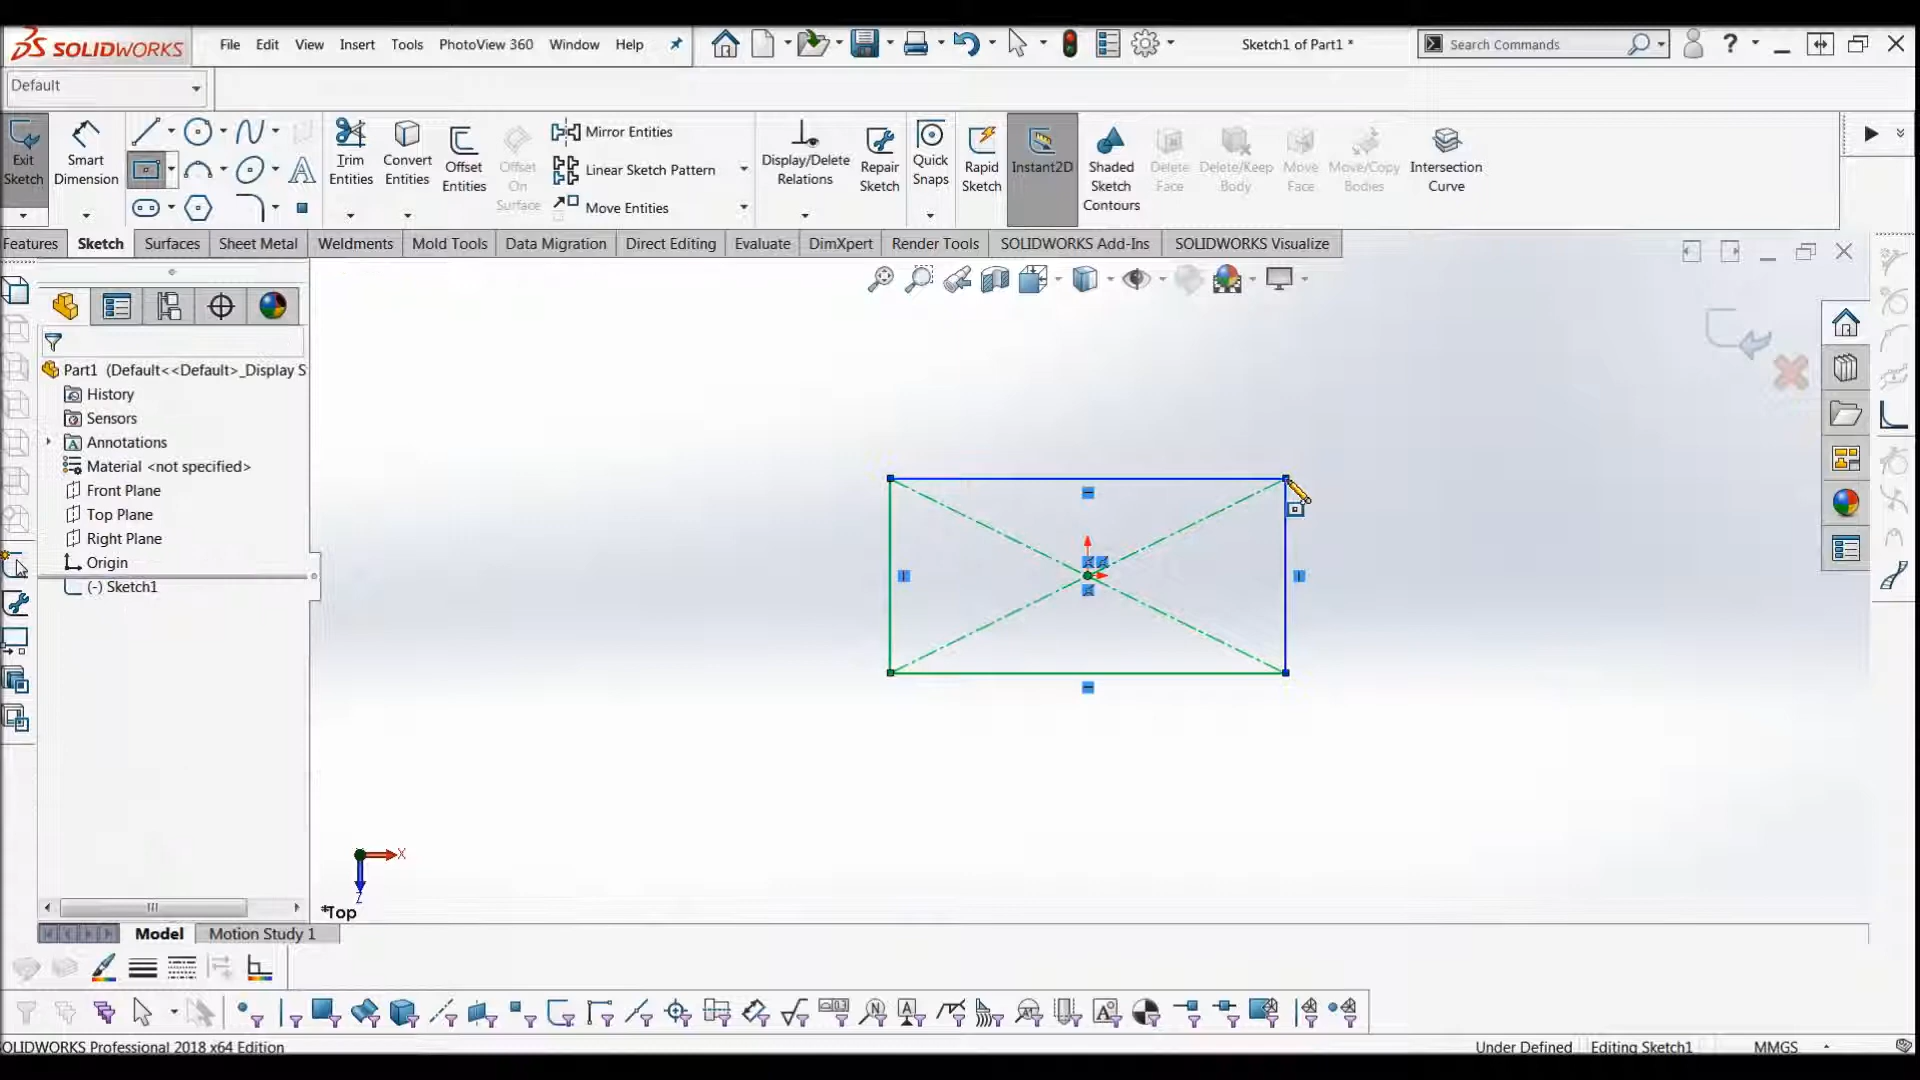 SOLIDWORKS File Edit View Insert Tools PhotoView 360 Window Help Sketch1 of Part1 * Search Commands ?
Default
Exit Sketch
Smart Dimension
Trim Entities
Convert Entities
Offset Entities
Offset On Surface
Mirror Entities
Linear Sketch Pattern
Move Entities
Display/Delete Relations
Repair Sketch
Quick Snaps
Rapid Sketch
Instant2D
Shaded Sketch Contours
Delete Face
Delete/Keep Body
Move Face
Move/Copy Bodies
Intersection Curve
Features Sketch Surfaces Sheet Metal Weldments Mold Tools Data Migration Direct Editing Evaluate DimXpert Render Tools SOLIDWORKS Add-Ins SOLIDWORKS Visualize
Part1 (Default<<Default>_Display S
History
Sensors
Annotations
Material <not specified>
Front Plane
Top Plane
Right Plane
Origin
(-) Sketch1
X
Z
*Top
Model Motion Study 1
OLIDWORKS Professional 2018 x64 Edition Under Defined Editing Sketch1 MMGS